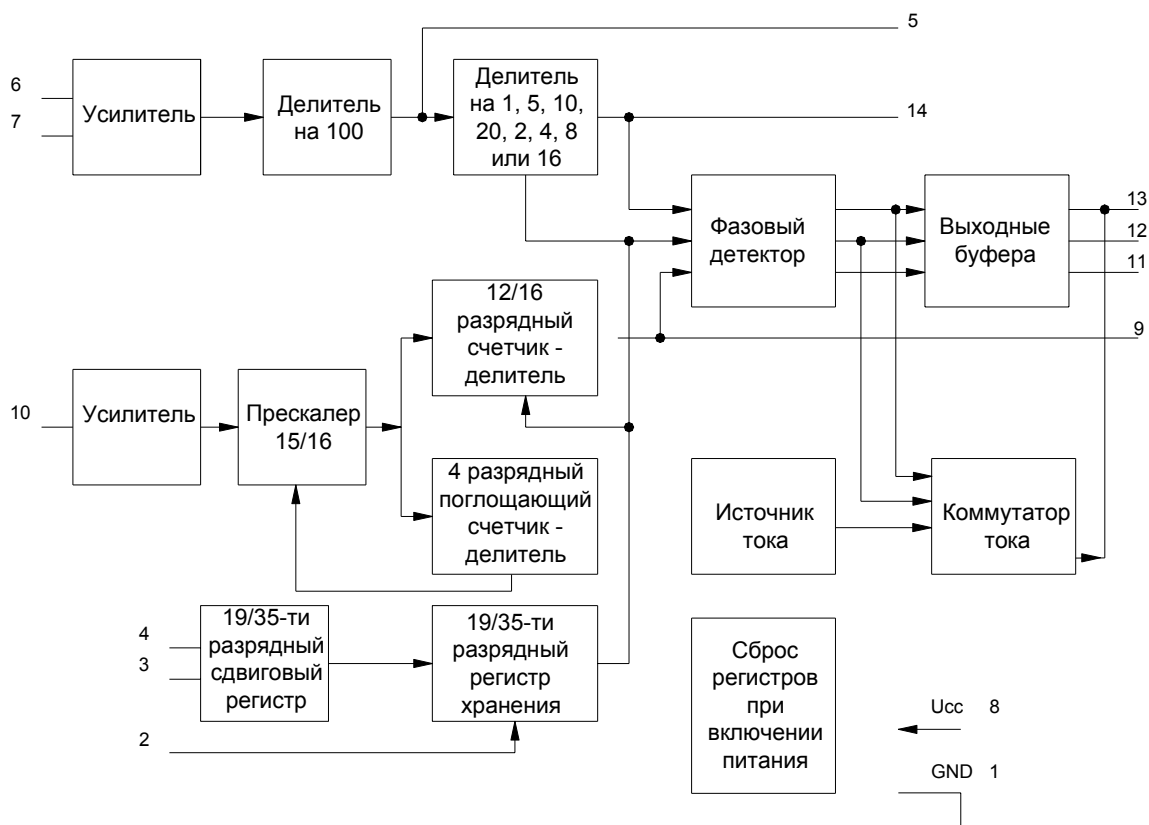 5
6
7
Усилитель
Делитель
на 100
Делитель
на 1, 5, 10,
20, 2, 4, 8
или 16
14
Фазовый
детектор
Выходные
буфера
13
12
11
12/16
разрядный
счетчик -
делитель
9
10
Усилитель
Прескалер
15/16
4 разрядный
поглощающий
счетчик -
делитель
Источник
тока
Коммутатор
тока
4
3
19/35-ти
разрядный
сдвиговый
регистр
19/35-ти
разрядный
регистр
хранения
2
Сброс
регистров
при
включении
питания
Ucc 8
GND 1